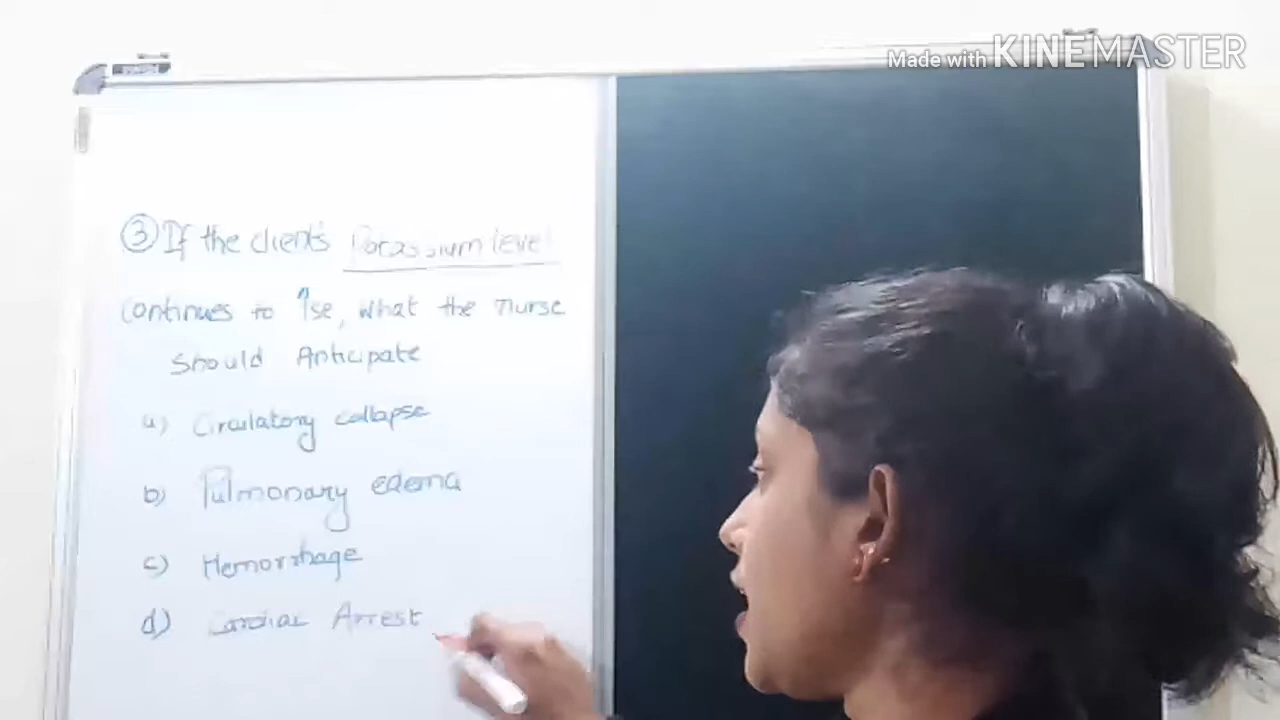 Made with KINEMASTER
③ If the client's Potassium level
continues to ↑se, what the nurse
should Anticipate
a) Circulatory collapse
b) Pulmonary edema
c) Hemorrhage
d) Cardiac Arrest